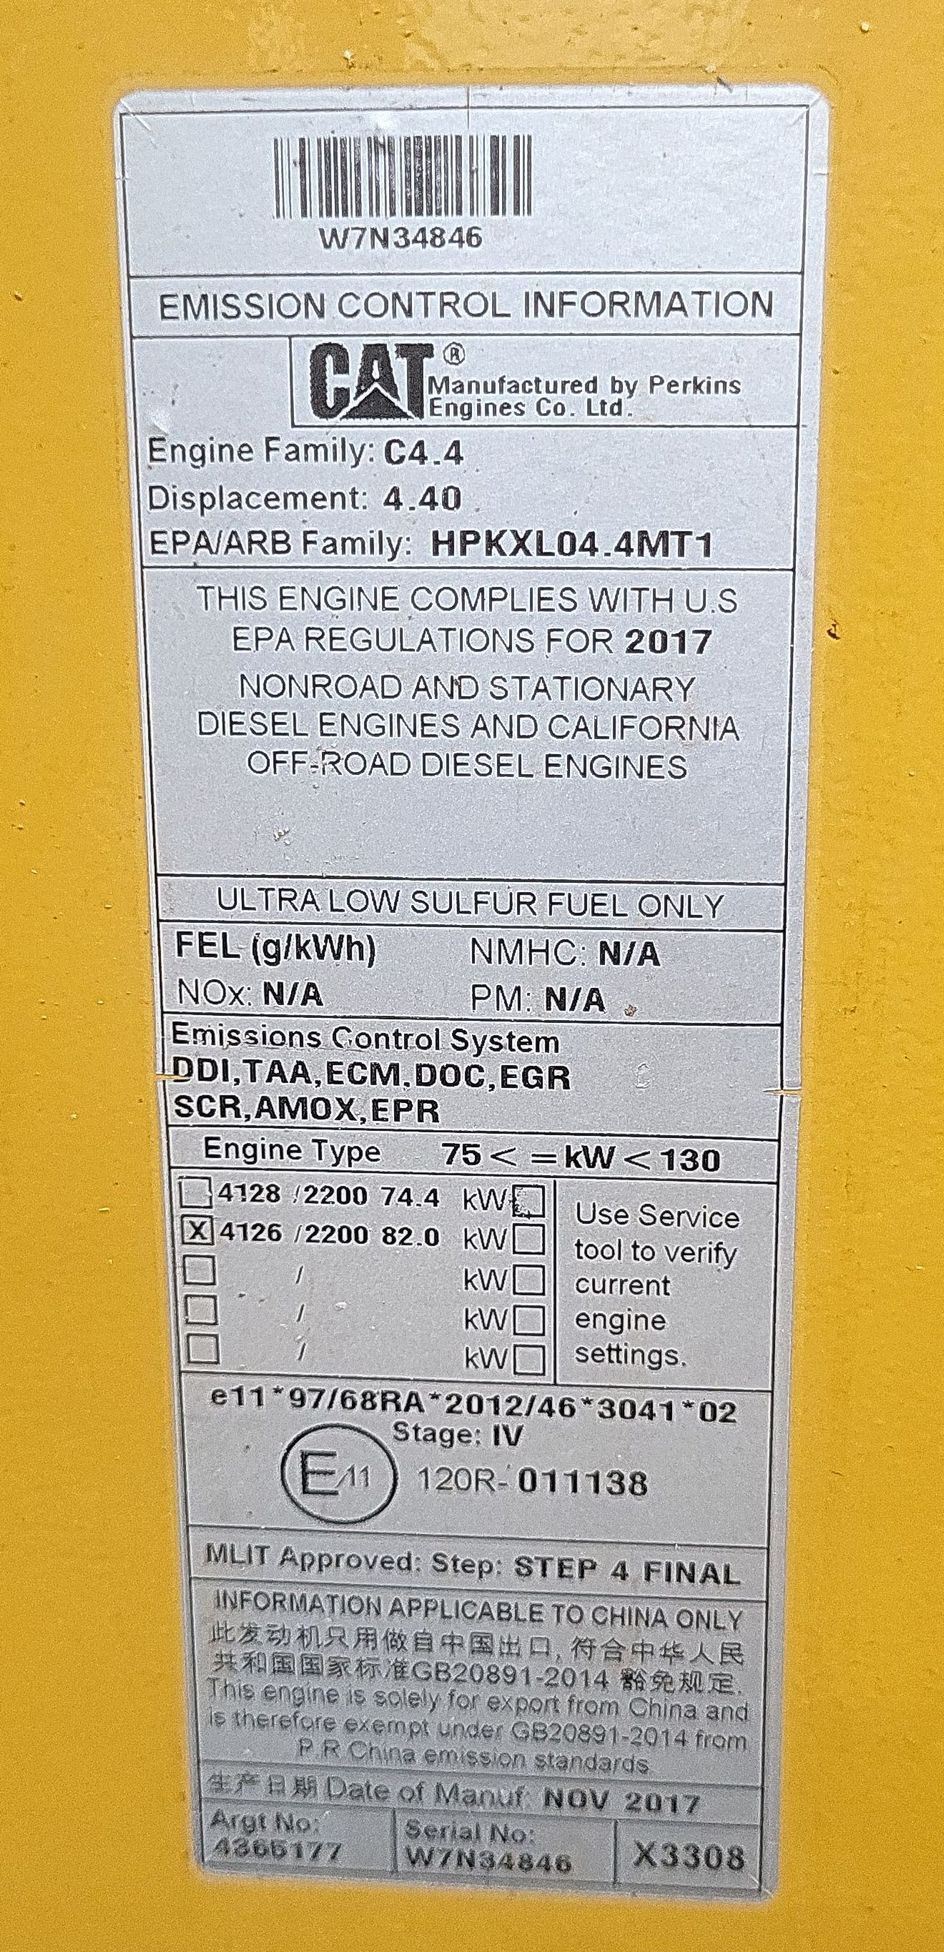 W7N34846
EMISSION CONTROL INFORMATION
CAT® Manufactured by Perkins
Engines Co. Ltd.
Engine Family: C4.4
Displacement: 4.40
EPA/ARB Family: HPKXL04.4MT1
THIS ENGINE COMPLIES WITH U.S
EPA REGULATIONS FOR 2017
NONROAD AND STATIONARY
DIESEL ENGINES AND CALIFORNIA
OFF-ROAD DIESEL ENGINES
ULTRA LOW SULFUR FUEL ONLY
FEL (g/kWh) NMHC: N/A
NOx: N/A PM: N/A
Emissions Control System
DDI,TAA,ECM,DOC,EGR
SCR,AMOX,EPR
Engine Type 75 < = kW < 130
4128 /2200 74.4 kW
X 4126 /2200 82.0 kW
/ kW
/ kW
/ kW
Use Service
tool to verify
current
engine
settings.
e11*97/68RA*2012/46*3041*02
Stage: IV
E11 120R-011138
MLIT Approved: Step: STEP 4 FINAL
INFORMATION APPLICABLE TO CHINA ONLY
此发动机只用做自中国出口, 符合中华人民
共和国国家标准GB20891-2014 豁免规定.
This engine is solely for export from China and
is therefore exempt under GB20891-2014 from
P.R China emission standards
生产日期 Date of Manuf: NOV 2017
Argt No:
4365177
Serial No:
W7N34846
X3308